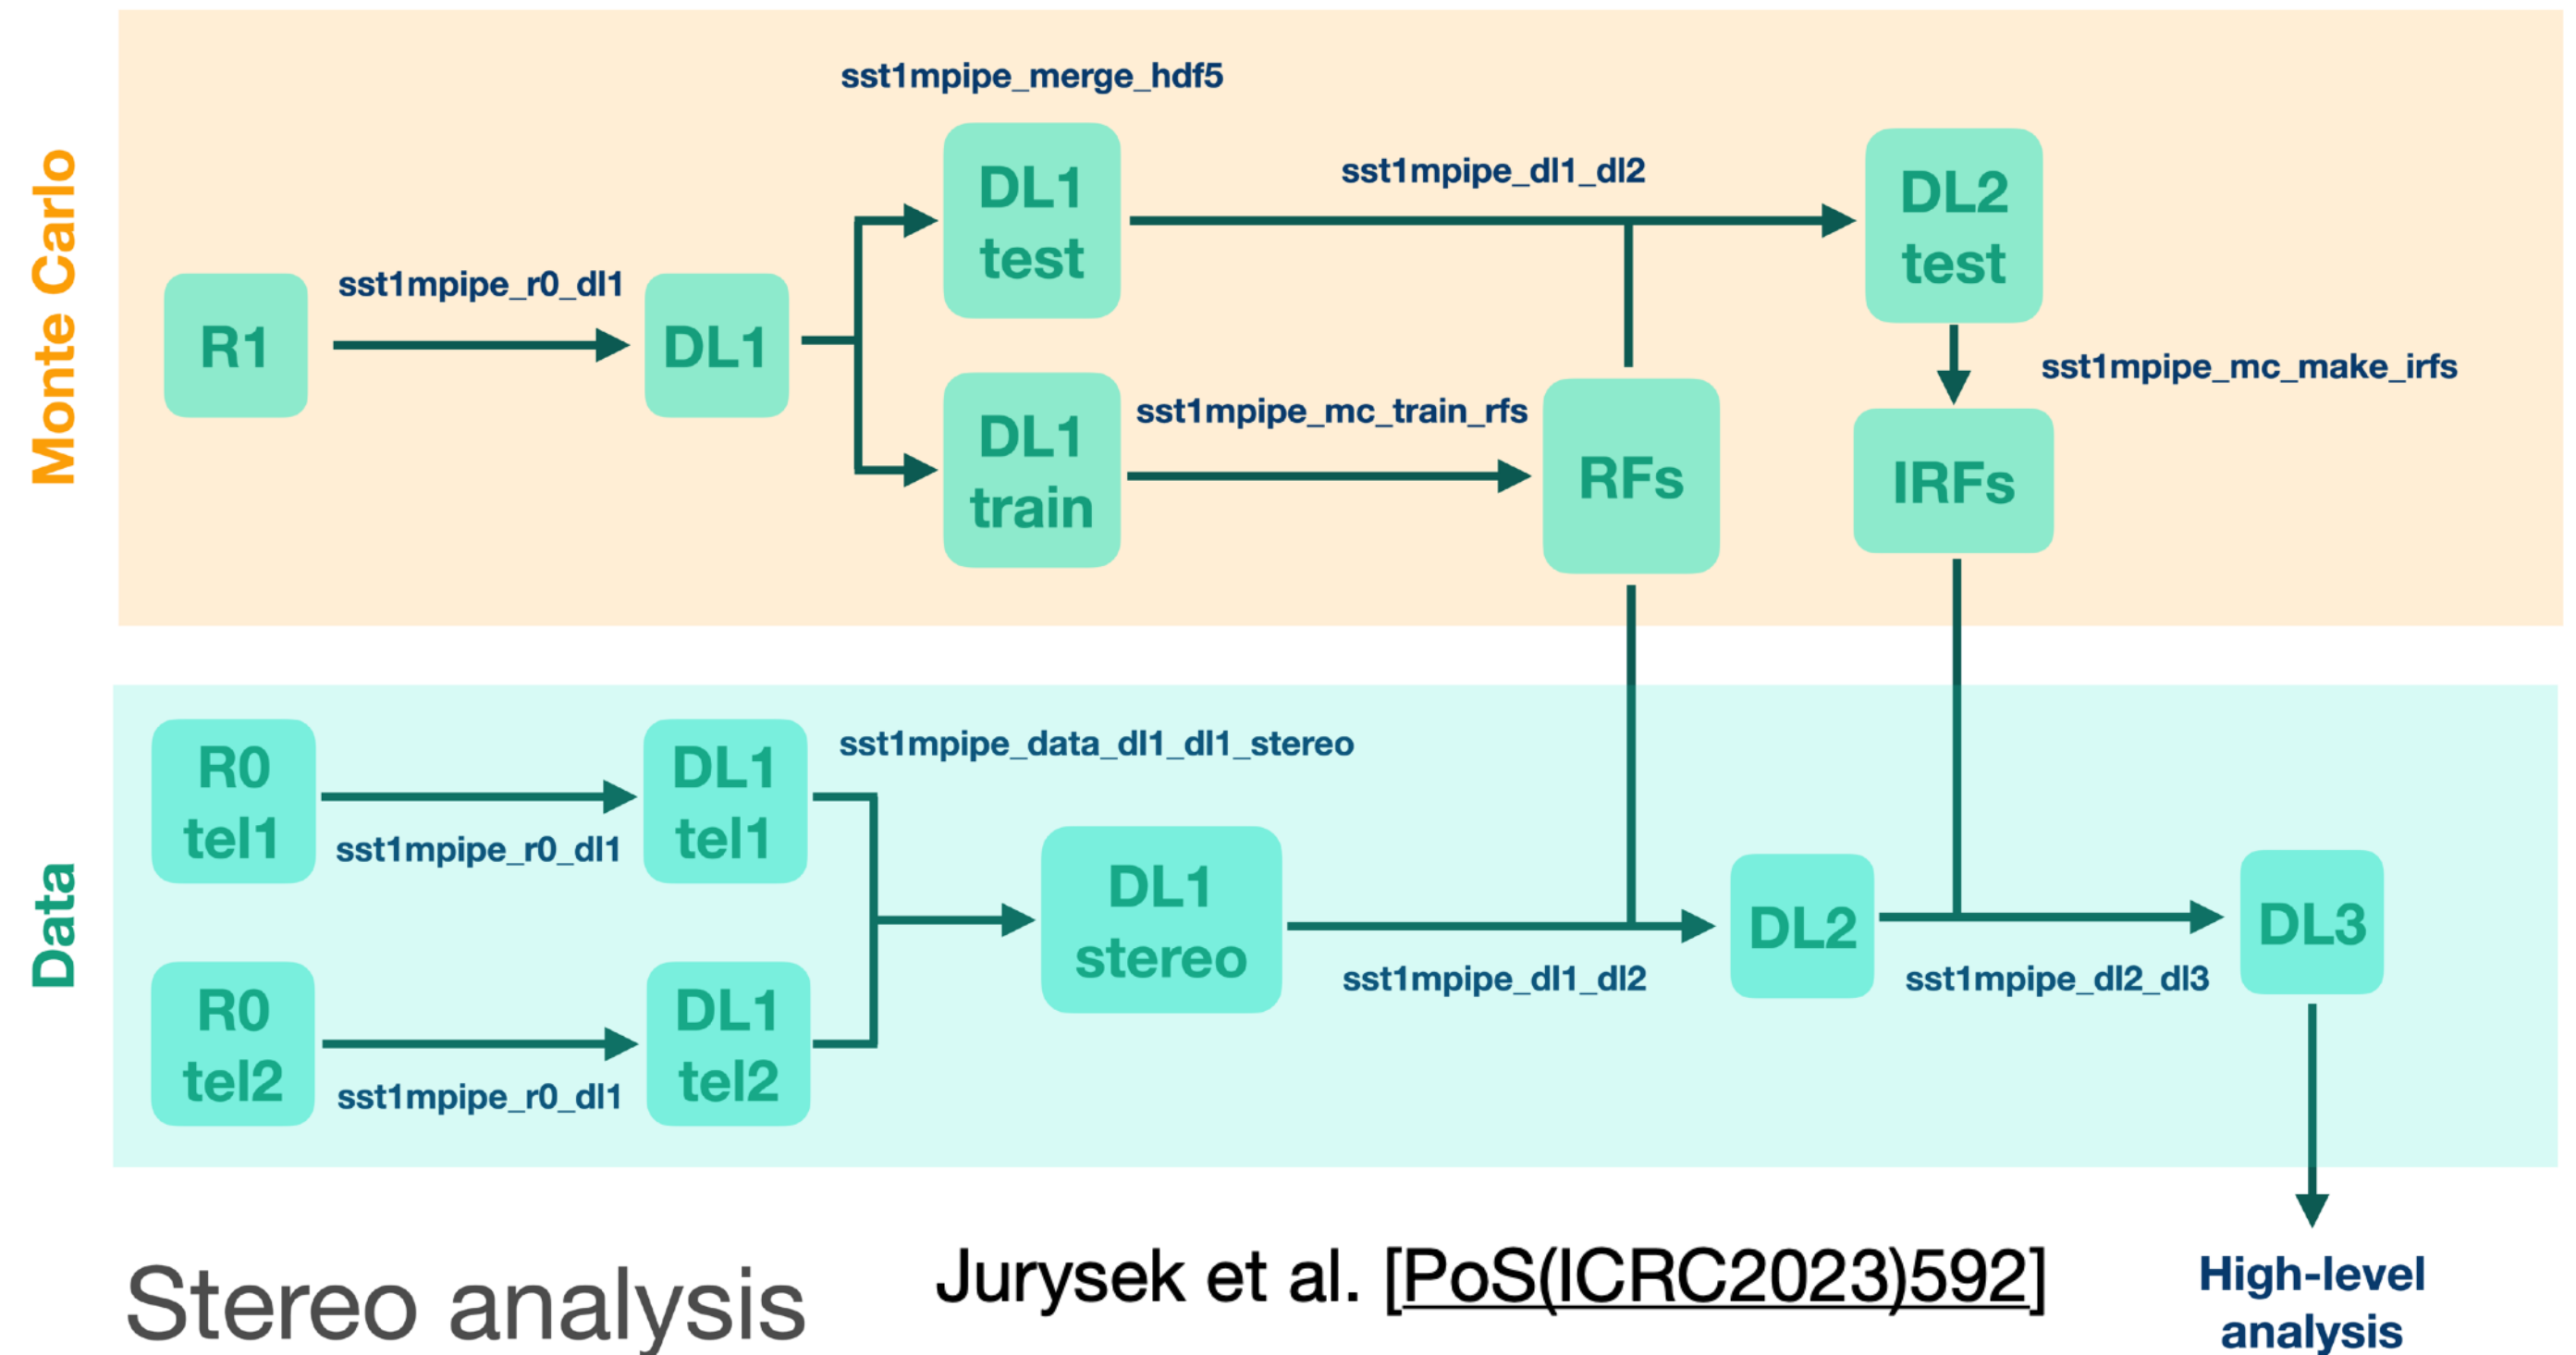 Monte Carlo
sst1mpipe_merge_hdf5
DL1
test
sst1mpipe_dl1_dl2
DL2
test
R1
sst1mpipe_r0_dl1
DL1
DL1
train
sst1mpipe_mc_train_rfs
RFs
sst1mpipe_mc_make_irfs
IRFs
Data
R0
tel1
sst1mpipe_r0_dl1
DL1
tel1
sst1mpipe_data_dl1_dl1_stereo
R0
tel2
sst1mpipe_r0_dl1
DL1
tel2
DL1
stereo
sst1mpipe_dl1_dl2
DL2
sst1mpipe_dl2_dl3
DL3
Stereo analysis
Jurysek et al. [PoS(ICRC2023)592]
High-level
analysis